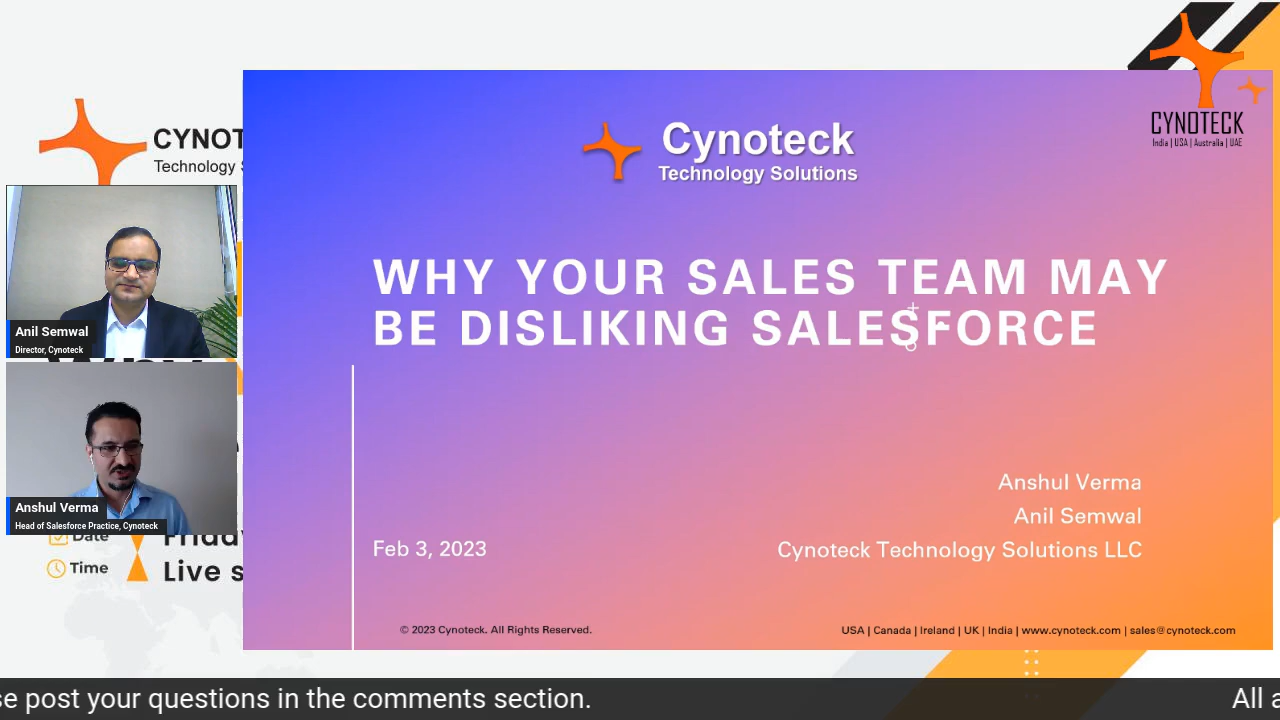 CYNOTECK
India | USA | Australia | UAE
CYNOT
Technology S
Cynoteck
Technology Solutions
WHY YOUR SALES TEAM MAY
BE DISLIKING SALESFORCE
Anil Semwal
Director, Cynoteck
Anshul Verma
Head of Salesforce Practice, Cynoteck
Date
Friday
Time
Live s
Anshul Verma
Anil Semwal
Feb 3, 2023
Cynoteck Technology Solutions LLC
© 2023 Cynoteck. All Rights Reserved.
USA | Canada | Ireland | UK | India | www.cynoteck.com | sales@cynoteck.com
se post your questions in the comments section.
All a